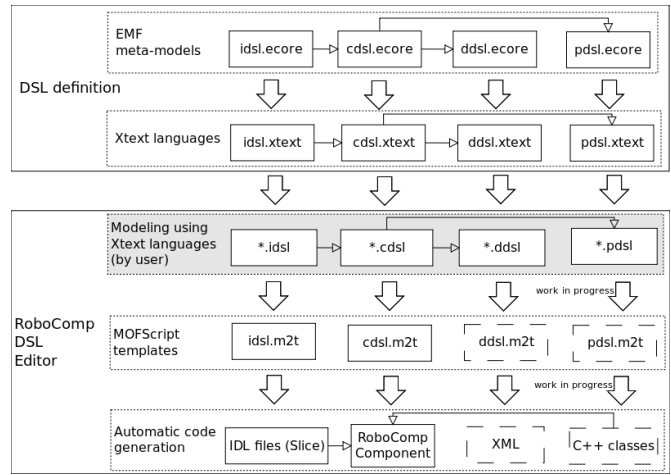 EMF
meta-models
idsl.ecore
cdsl.ecore
ddsl.ecore
pdsl.ecore
DSL definition
Xtext languages
idsl.xtext
cdsl.xtext
ddsl.xtext
pdsl.xtext
Modeling using
Xtext languages
(by user)
*.idsl
*.cdsl
*.ddsl
*.pdsl
work in progress
RoboComp
DSL
Editor
MOFScript
templates
idsl.m2t
cdsl.m2t
ddsl.m2t
pdsl.m2t
work in progress
Automatic code
generation
IDL files (Slice)
RoboComp
Component
XML
C++ classes